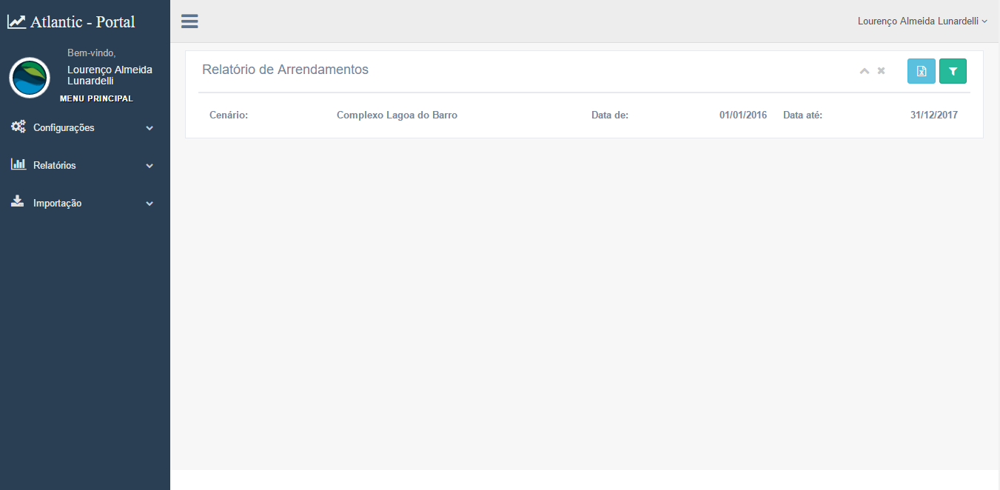 Atlantic - Portal
Lourenço Almeida Lunardelli
Bem-vindo,
Lourenço Almeida
Lunardelli
MENU PRINCIPAL
Configurações
Relatórios
Importação
Relatório de Arrendamentos
Cenário: Complexo Lagoa do Barro Data de: 01/01/2016 Data até: 31/12/2017